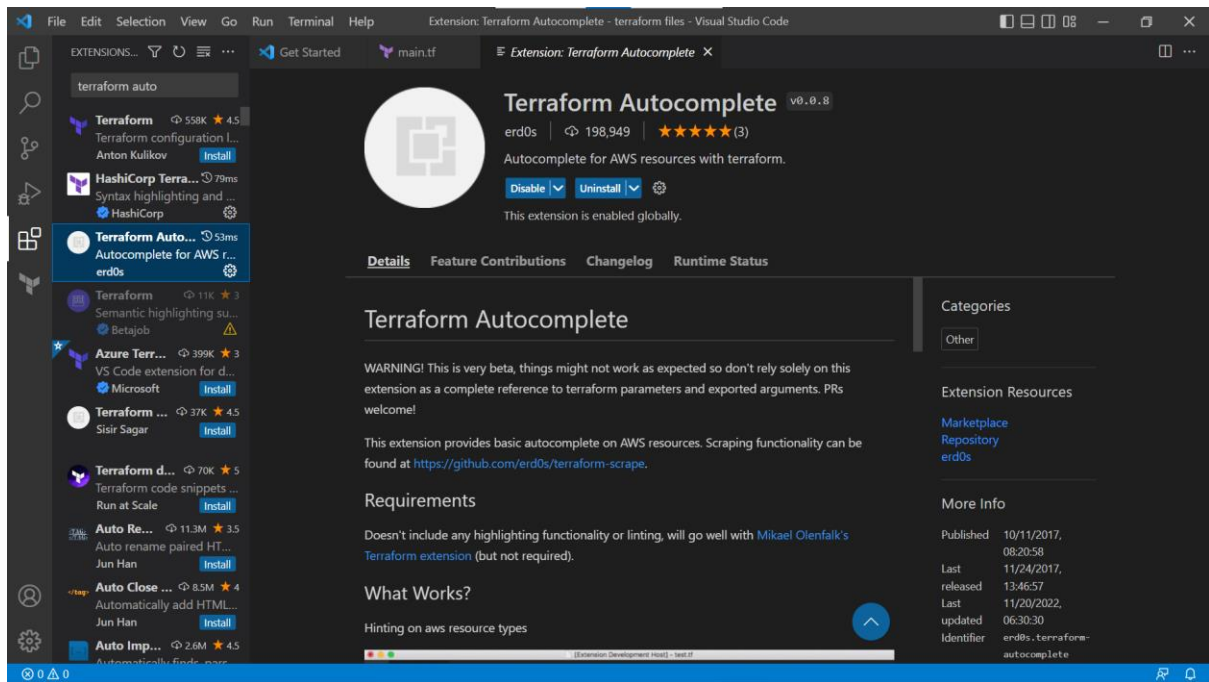 File Edit Selection View Go Run Terminal Help Extension: Terraform Autocomplete - terraform files - Visual Studio Code
EXTENSIONS...
Get Started
main.tf
Extension: Terraform Autocomplete
terraform auto
Terraform 558K 4.5
Terraform configuration l...
Anton Kulikov Install
HashiCorp Terra... 79ms
Syntax highlighting and ...
HashiCorp
Terraform Auto... 53ms
Autocomplete for AWS r...
erd0s
Terraform 11K 3
Semantic highlighting su...
Betajob
Azure Terr... 399K 3
VS Code extension for d...
Microsoft Install
Terraform ... 37K 4.5
Sisir Sagar Install
Terraform d... 70K 5
Terraform code snippets ...
Run at Scale Install
Auto Re... 11.3M 3.5
Auto rename paired HT...
Jun Han Install
Auto Close ... 8.5M 4
Automatically add HTML...
Jun Han Install
Auto Imp... 2.6M 4.5
Automatically finds, pars...
Terraform Autocomplete v0.0.8
erd0s 198,949 (3)
Autocomplete for AWS resources with terraform.
Disable Uninstall
This extension is enabled globally.
Details Feature Contributions Changelog Runtime Status
Terraform Autocomplete
WARNING! This is very beta, things might not work as expected so don't rely solely on this
extension as a complete reference to terraform parameters and exported arguments. PRs
welcome!
This extension provides basic autocomplete on AWS resources. Scraping functionality can be
found at https://github.com/erd0s/terraform-scrape.
Requirements
Doesn't include any highlighting functionality or linting, will go well with Mikael Olenfalk's
Terraform extension (but not required).
What Works?
Hinting on aws resource types
[Extension Development Host] - test.tf
Categories
Other
Extension Resources
Marketplace
Repository
erd0s
More Info
Published 10/11/2017,
08:20:58
Last 11/24/2017,
released 13:46:57
Last 11/20/2022,
updated 06:30:30
Identifier erd0s.terraform-
autocomplete
0 0